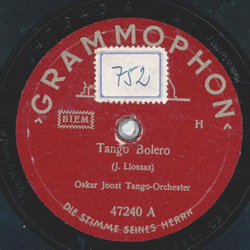 GRAMMOPHON
752
BIEM
H
Tango Bolero
(J. Llossas)
Oskar Joost Tango-Orchester
47240 A
DIE STIMME SEINES HERRN